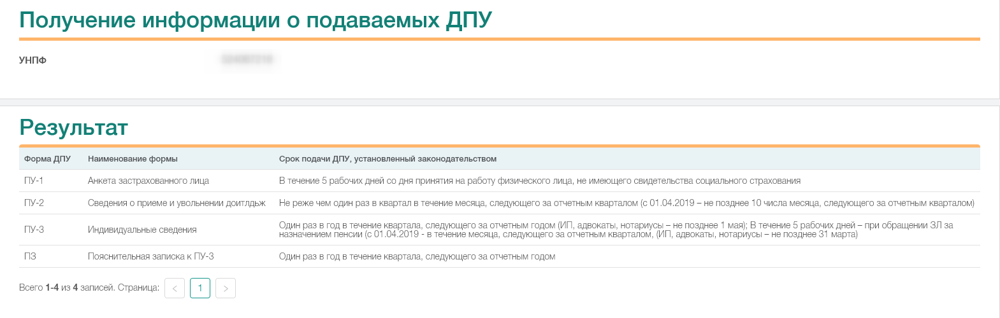 Получение информации о подаваемых ДПУ
УНПФ
Результат
Форма ДПУ Наименование формы Срок подачи ДПУ, установленный законодательством
ПУ-1 Анкета застрахованного лица В течение 5 рабочих дней со дня принятия на работу физического лица, не имеющего свидетельства социального страхования
ПУ-2 Сведения о приеме и увольнении доитлдьж Не реже чем один раз в квартал в течение месяца, следующего за отчетным кварталом (с 01.04.2019 – не позднее 10 числа месяца, следующего за отчетным кварталом)
ПУ-3 Индивидуальные сведения Один раз в год в течение квартала, следующего за отчетным годом (ИП, адвокаты, нотариусы – не позднее 1 мая); В течение 5 рабочих дней – при обращении ЗЛ за
назначением пенсии (с 01.04.2019 - в течение месяца, следующего за отчетным кварталом, (ИП, адвокаты, нотариусы – не позднее 31 марта)
ПЗ Пояснительная записка к ПУ-3 Один раз в год в течение квартала, следующего за отчетным годом
Всего 1-4 из 4 записей. Страница: < 1 >